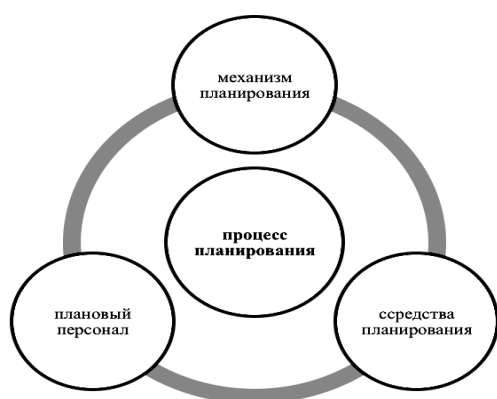 механизм
планирования
процесс
планирования
плановый
персонал
ссредства
планирования